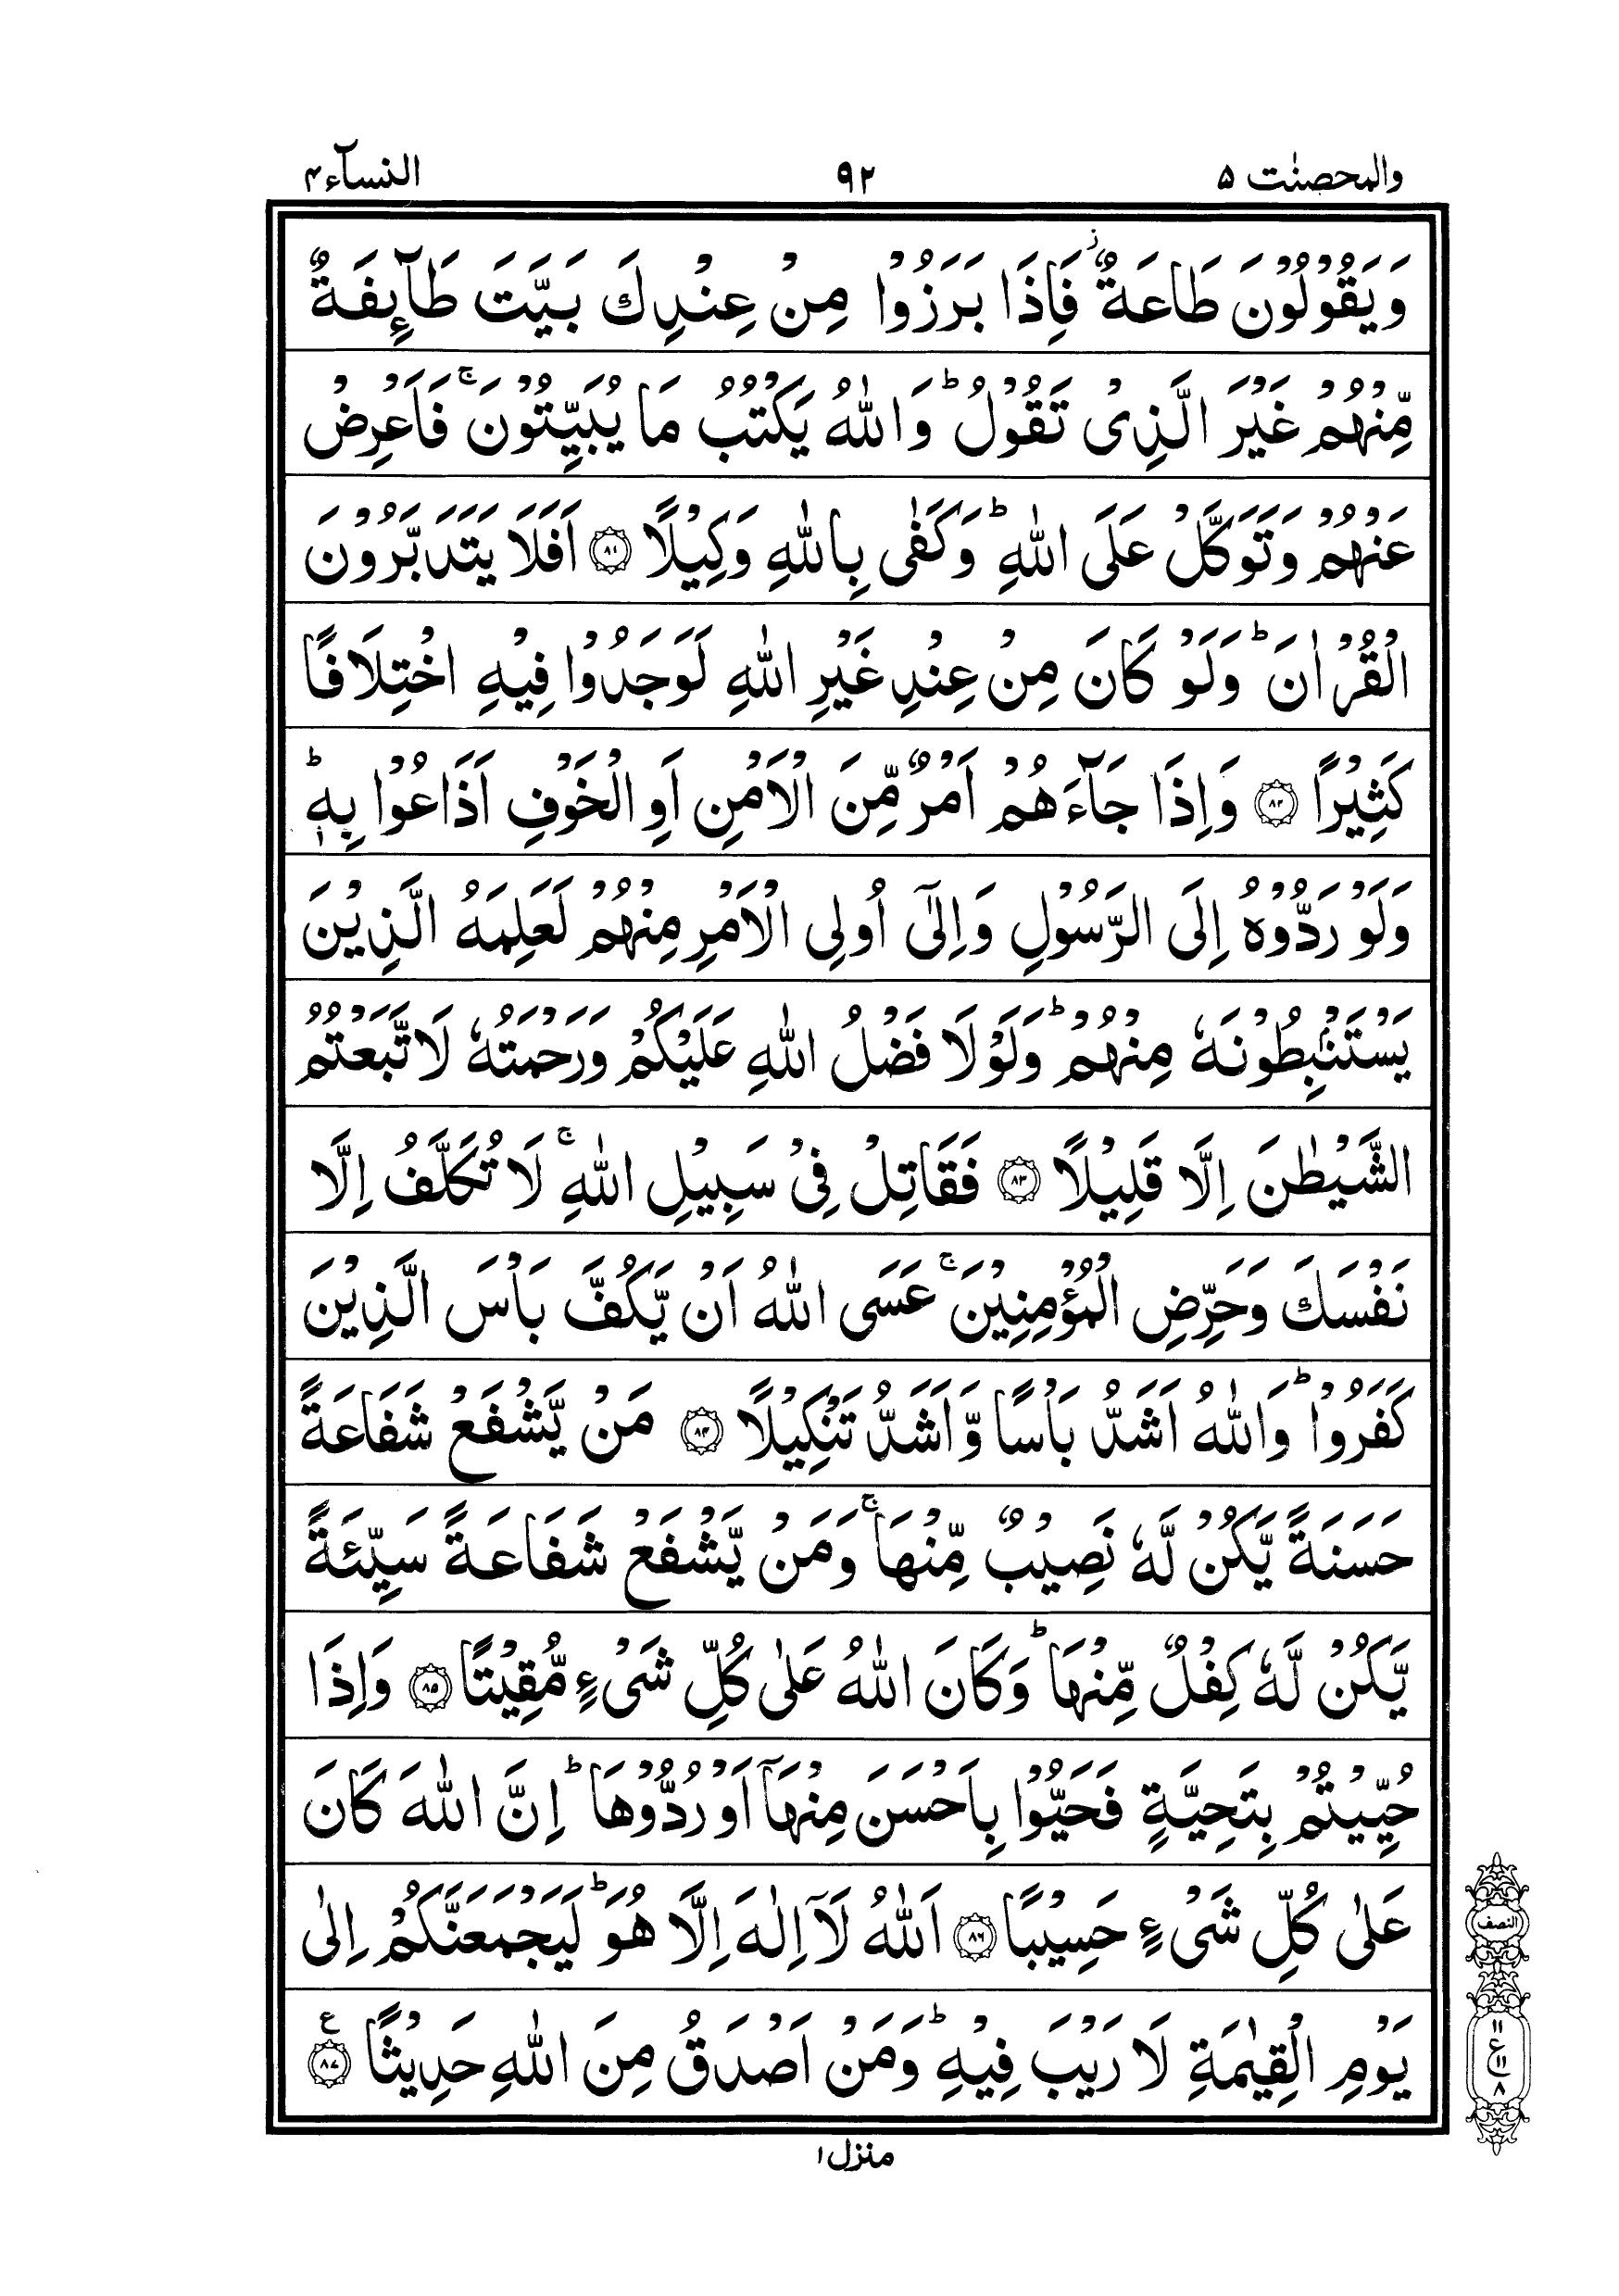 والمحصنٰت ۵
۹۲
النسآء ۴
وَيَقُوْلُوْنَ طَاعَةٌ ۫ فَاِذَا بَرَزُوْا مِنْ عِنْدِكَ بَيَّتَ طَآئِفَةٌ
مِّنْهُمْ غَيْرَ الَّذِىْ تَقُوْلُ ؕ وَاللّٰهُ يَكْتُبُ مَا يُبَيِّتُوْنَ ۚ فَاَعْرِضْ
عَنْهُمْ وَتَوَكَّلْ عَلَى اللّٰهِ ؕ وَكَفٰى بِاللّٰهِ وَكِيْلًا ۝۸۱ اَفَلَا يَتَدَبَّرُوْنَ
الْقُرْاٰنَ ؕ وَلَوْ كَانَ مِنْ عِنْدِ غَيْرِ اللّٰهِ لَوَجَدُوْا فِيْهِ اخْتِلَافًا
كَثِيْرًا ۝۸۲ وَاِذَا جَآءَهُمْ اَمْرٌ مِّنَ الْاَمْنِ اَوِ الْخَوْفِ اَذَاعُوْا بِهٖ ؕ
وَلَوْ رَدُّوْهُ اِلَى الرَّسُوْلِ وَاِلٰٓى اُولِى الْاَمْرِ مِنْهُمْ لَعَلِمَهُ الَّذِيْنَ
يَسْتَنْۢبِطُوْنَهٗ مِنْهُمْ ؕ وَلَوْلَا فَضْلُ اللّٰهِ عَلَيْكُمْ وَرَحْمَتُهٗ لَاتَّبَعْتُمُ
الشَّيْطٰنَ اِلَّا قَلِيْلًا ۝۸۳ فَقَاتِلْ فِىْ سَبِيْلِ اللّٰهِ ۚ لَا تُكَلَّفُ اِلَّا
نَفْسَكَ وَحَرِّضِ الْمُؤْمِنِيْنَ ۚ عَسَى اللّٰهُ اَنْ يَّكُفَّ بَاْسَ الَّذِيْنَ
كَفَرُوْا ؕ وَاللّٰهُ اَشَدُّ بَاْسًا وَّاَشَدُّ تَنْكِيْلًا ۝۸۴ مَنْ يَّشْفَعْ شَفَاعَةً
حَسَنَةً يَّكُنْ لَّهٗ نَصِيْبٌ مِّنْهَا ۚ وَمَنْ يَّشْفَعْ شَفَاعَةً سَيِّئَةً
يَّكُنْ لَّهٗ كِفْلٌ مِّنْهَا ؕ وَكَانَ اللّٰهُ عَلٰى كُلِّ شَىْءٍ مُّقِيْتًا ۝۸۵ وَاِذَا
حُيِّيْتُمْ بِتَحِيَّةٍ فَحَيُّوْا بِاَحْسَنَ مِنْهَآ اَوْ رُدُّوْهَا ؕ اِنَّ اللّٰهَ كَانَ
عَلٰى كُلِّ شَىْءٍ حَسِيْبًا ۝۸۶ اَللّٰهُ لَآ اِلٰهَ اِلَّا هُوَ ؕ لَيَجْمَعَنَّكُمْ اِلٰى
يَوْمِ الْقِيٰمَةِ لَا رَيْبَ فِيْهِ ؕ وَمَنْ اَصْدَقُ مِنَ اللّٰهِ حَدِيْثًا ۝۸۷ ع
النصف
۱۱
ع ۱۱
۸
منزل ۱